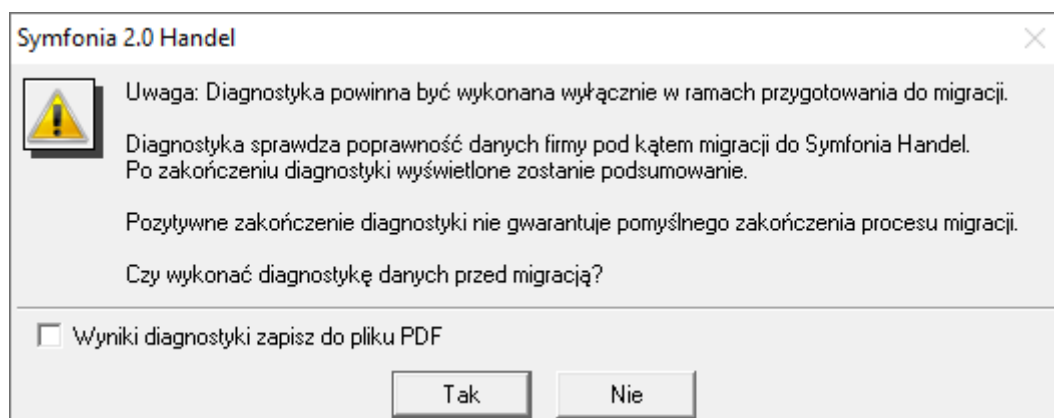 Symfonia 2.0 Handel
Uwaga: Diagnostyka powinna być wykonana wyłącznie w ramach przygotowania do migracji.
Diagnostyka sprawdza poprawność danych firmy pod kątem migracji do Symfonia Handel.
Po zakończeniu diagnostyki wyświetlone zostanie podsumowanie.
Pozytywne zakończenie diagnostyki nie gwarantuje pomyślnego zakończenia procesu migracji.
Czy wykonać diagnostykę danych przed migracją?
Wyniki diagnostyki zapisz do pliku PDF
Tak Nie